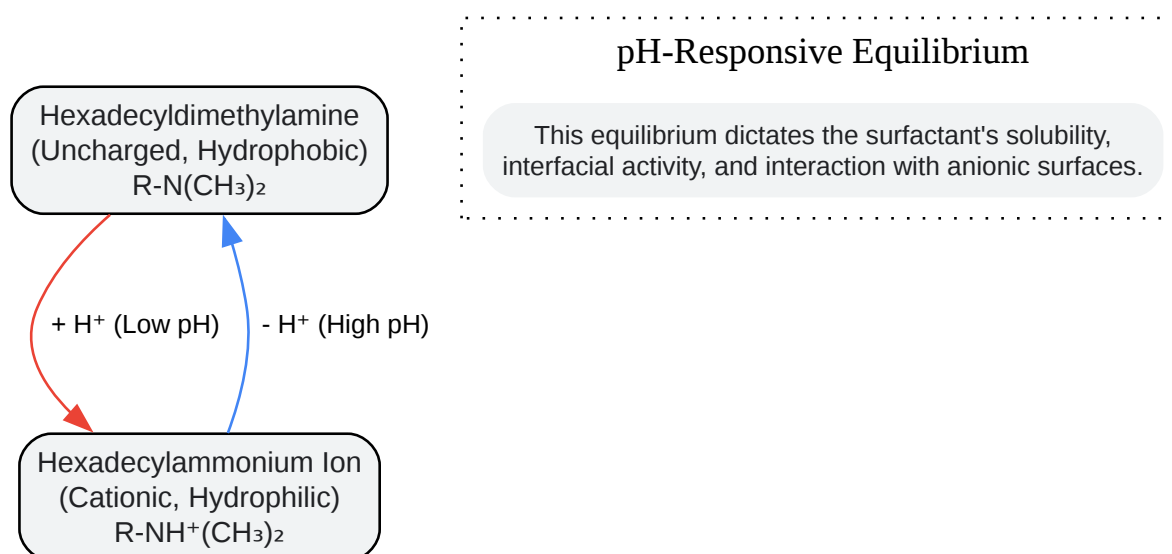 pH-Responsive Equilibrium
This equilibrium dictates the surfactant's solubility,
interfacial activity, and interaction with anionic surfaces.
Hexadecyldimethylamine
(Uncharged, Hydrophobic)
R-N(CH₃)₂
+ H⁺ (Low pH)
- H⁺ (High pH)
Hexadecylammonium Ion
(Cationic, Hydrophilic)
R-NH⁺(CH₃)₂